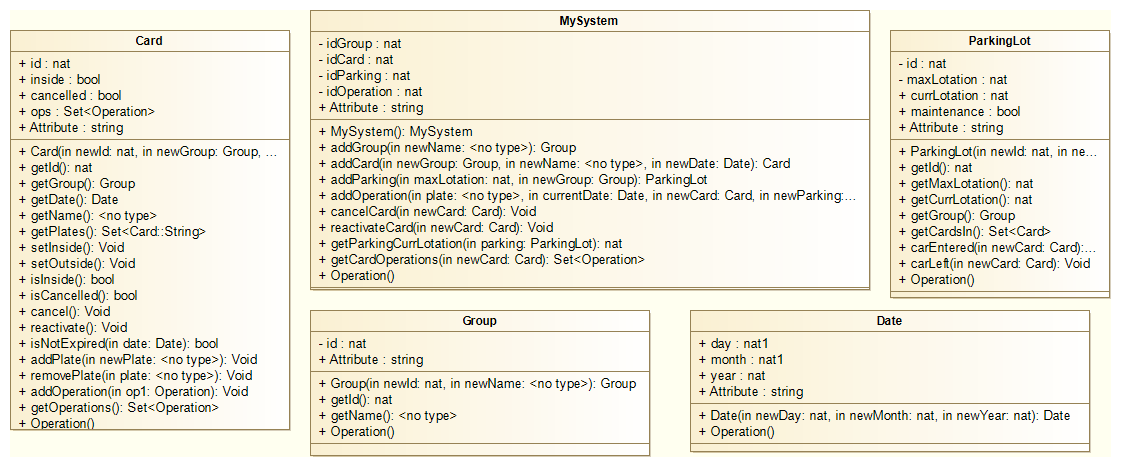 Card
+ id : nat
+ inside : bool
+ cancelled : bool
+ ops : Set<Operation>
+ Attribute : string
+ Card(in newId: nat, in newGroup: Group, ...
+ getId(): nat
+ getGroup(): Group
+ getDate(): Date
+ getName(): <no type>
+ getPlates(): Set<Card::String>
+ setInside(): Void
+ setOutside(): Void
+ isInside(): bool
+ isCancelled(): bool
+ cancel(): Void
+ reactivate(): Void
+ isNotExpired(in date: Date): bool
+ addPlate(in newPlate: <no type>): Void
+ removePlate(in plate: <no type>): Void
+ addOperation(in op1: Operation): Void
+ getOperations(): Set<Operation>
+ Operation()
MySystem
- idGroup : nat
- idCard : nat
- idParking : nat
- idOperation : nat
+ Attribute : string
+ MySystem(): MySystem
+ addGroup(in newName: <no type>): Group
+ addCard(in newGroup: Group, in newName: <no type>, in newDate: Date): Card
+ addParking(in maxLotation: nat, in newGroup: Group): ParkingLot
+ addOperation(in plate: <no type>, in currentDate: Date, in newCard: Card, in newParking:...
+ cancelCard(in newCard: Card): Void
+ reactivateCard(in newCard: Card): Void
+ getParkingCurrLotation(in parking: ParkingLot): nat
+ getCardOperations(in newCard: Card): Set<Operation>
+ Operation()
ParkingLot
- id : nat
- maxLotation : nat
+ currLotation : nat
+ maintenance : bool
+ Attribute : string
+ ParkingLot(in newId: nat, in ne...
+ getId(): nat
+ getMaxLotation(): nat
+ getCurrLotation(): nat
+ getGroup(): Group
+ getCardsIn(): Set<Card>
+ carEntered(in newCard: Card):...
+ carLeft(in newCard: Card): Void
+ Operation()
Group
- id : nat
+ Attribute : string
+ Group(in newId: nat, in newName: <no type>): Group
+ getId(): nat
+ getName(): <no type>
+ Operation()
Date
+ day : nat1
+ month : nat1
+ year : nat
+ Attribute : string
+ Date(in newDay: nat, in newMonth: nat, in newYear: nat): Date
+ Operation()